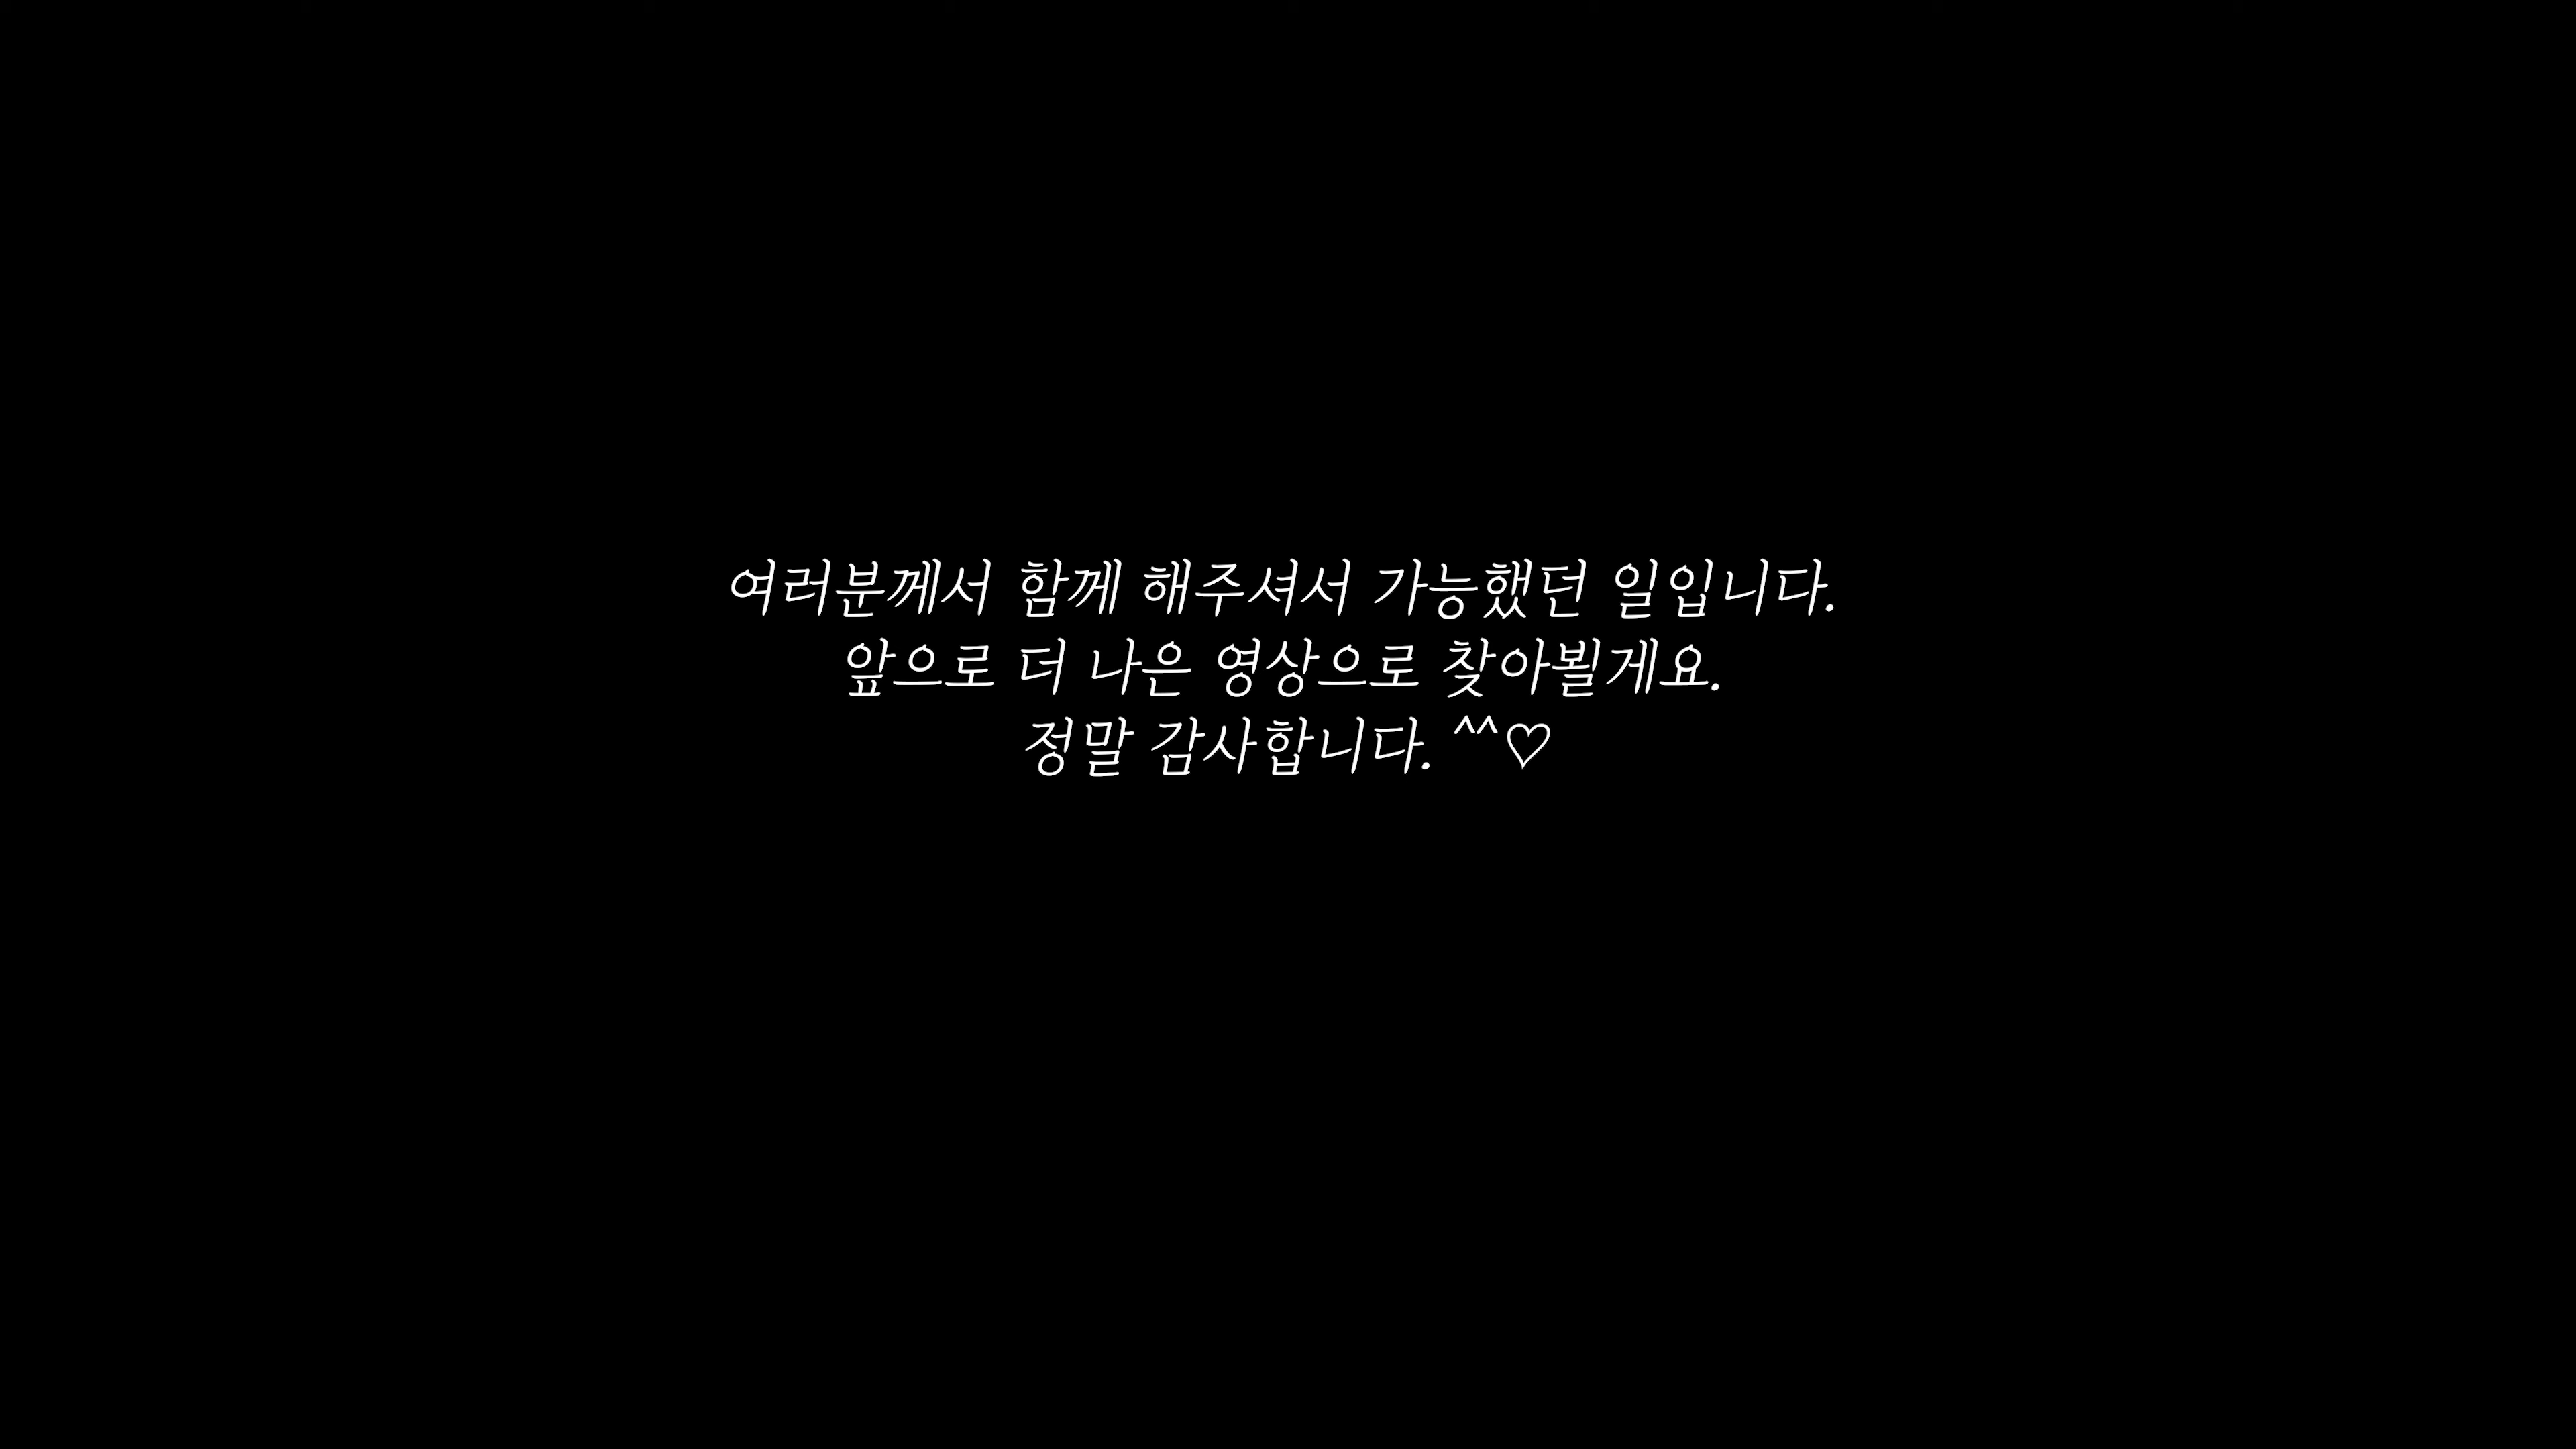 여러분께서 함께 해주셔서 가능했던 일입니다.
앞으로 더 나은 영상으로 찾아뵐게요.
정말 감사합니다. ^^♡